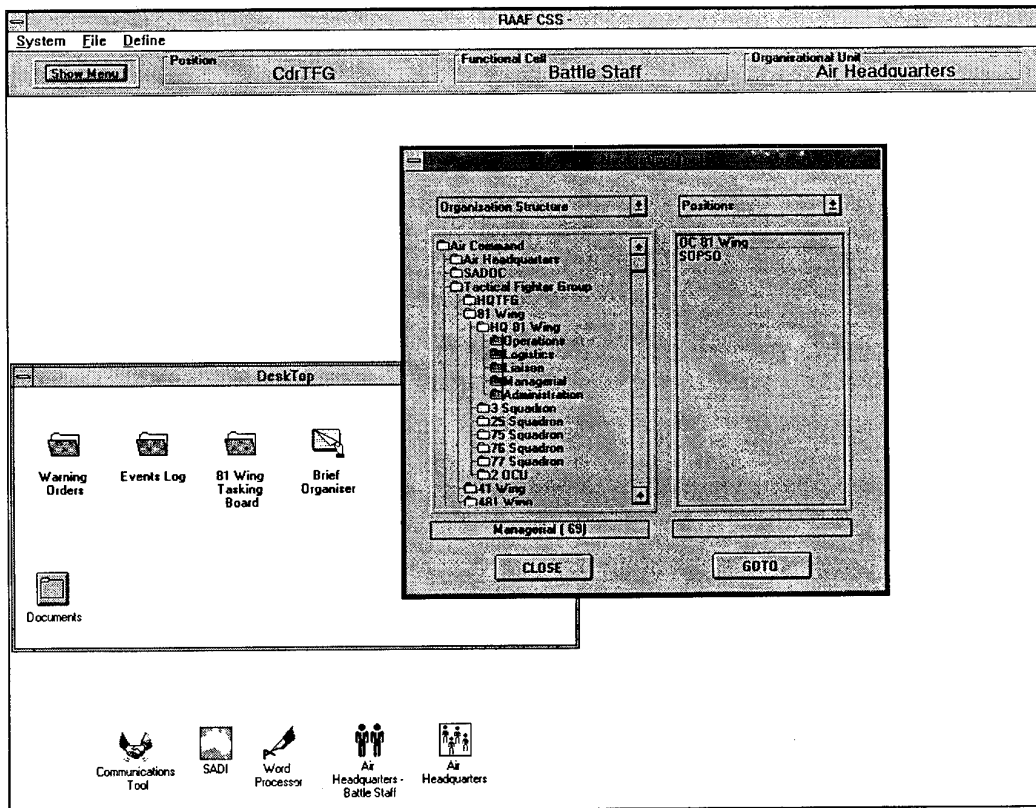 RAAF CSS -
System File Define
Show Menu
Position
CdrTFG
Functional Cell
Battle Staff
Organisational Unit
Air Headquarters
Organisation Structure
Positions
Air Command
Air Headquarters
SADOC
Tactical Fighter Group
HQTFG
81 Wing
HQ 81 Wing
Operations
Logistics
Liaison
Managerial
Administration
3 Squadron
25 Squadron
75 Squadron
76 Squadron
77 Squadron
2 OCU
41 Wing
481 Wing
OC 81 Wing
SOPSO
Managerial ( 69)
CLOSE
GOTO
DeskTop
Warning
Orders
Events Log
81 Wing
Tasking
Board
Brief
Organiser
Documents
Communications
Tool
SADI
Word
Processor
Air
Headquarters -
Battle Staff
Air
Headquarters